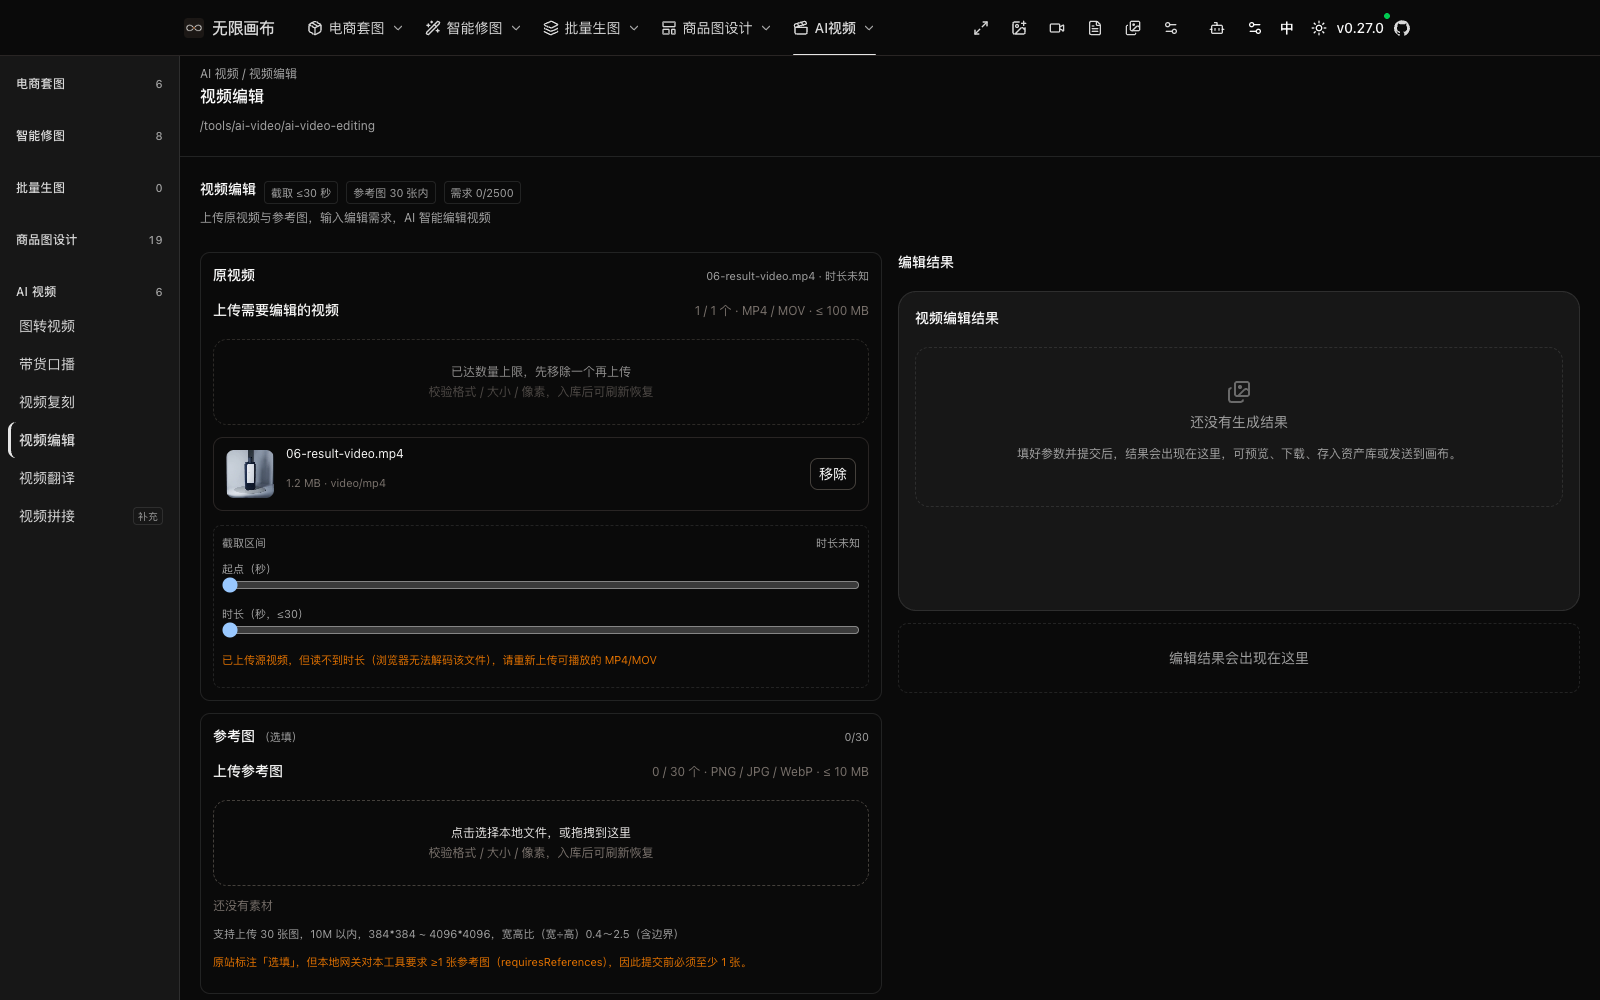 无限画布
电商套图
智能修图
批量生图
商品图设计
AI视频
中
v0.27.0
电商套图 6
智能修图 8
批量生图 0
商品图设计 19
AI 视频 6
图转视频
带货口播
视频复刻
视频编辑
视频翻译
视频拼接 补充
AI 视频 / 视频编辑
视频编辑
/tools/ai-video/ai-video-editing
视频编辑 截取 ≤30 秒 参考图 30 张内 需求 0/2500
上传原视频与参考图，输入编辑需求，AI 智能编辑视频
原视频 06-result-video.mp4 · 时长未知
上传需要编辑的视频 1 / 1 个 · MP4 / MOV · ≤ 100 MB
已达数量上限，先移除一个再上传
校验格式 / 大小 / 像素，入库后可刷新恢复
06-result-video.mp4
1.2 MB · video/mp4
移除
截取区间 时长未知
起点（秒）
时长（秒，≤30）
已上传源视频，但读不到时长（浏览器无法解码该文件），请重新上传可播放的 MP4/MOV
参考图 （选填） 0/30
上传参考图 0 / 30 个 · PNG / JPG / WebP · ≤ 10 MB
点击选择本地文件，或拖拽到这里
校验格式 / 大小 / 像素，入库后可刷新恢复
还没有素材
支持上传 30 张图，10M 以内，384*384 ~ 4096*4096，宽高比（宽÷高）0.4～2.5（含边界）
原站标注「选填」，但本地网关对本工具要求 ≥1 张参考图（requiresReferences），因此提交前必须至少 1 张。
编辑结果
视频编辑结果
还没有生成结果
填好参数并提交后，结果会出现在这里，可预览、下载、存入资产库或发送到画布。
编辑结果会出现在这里